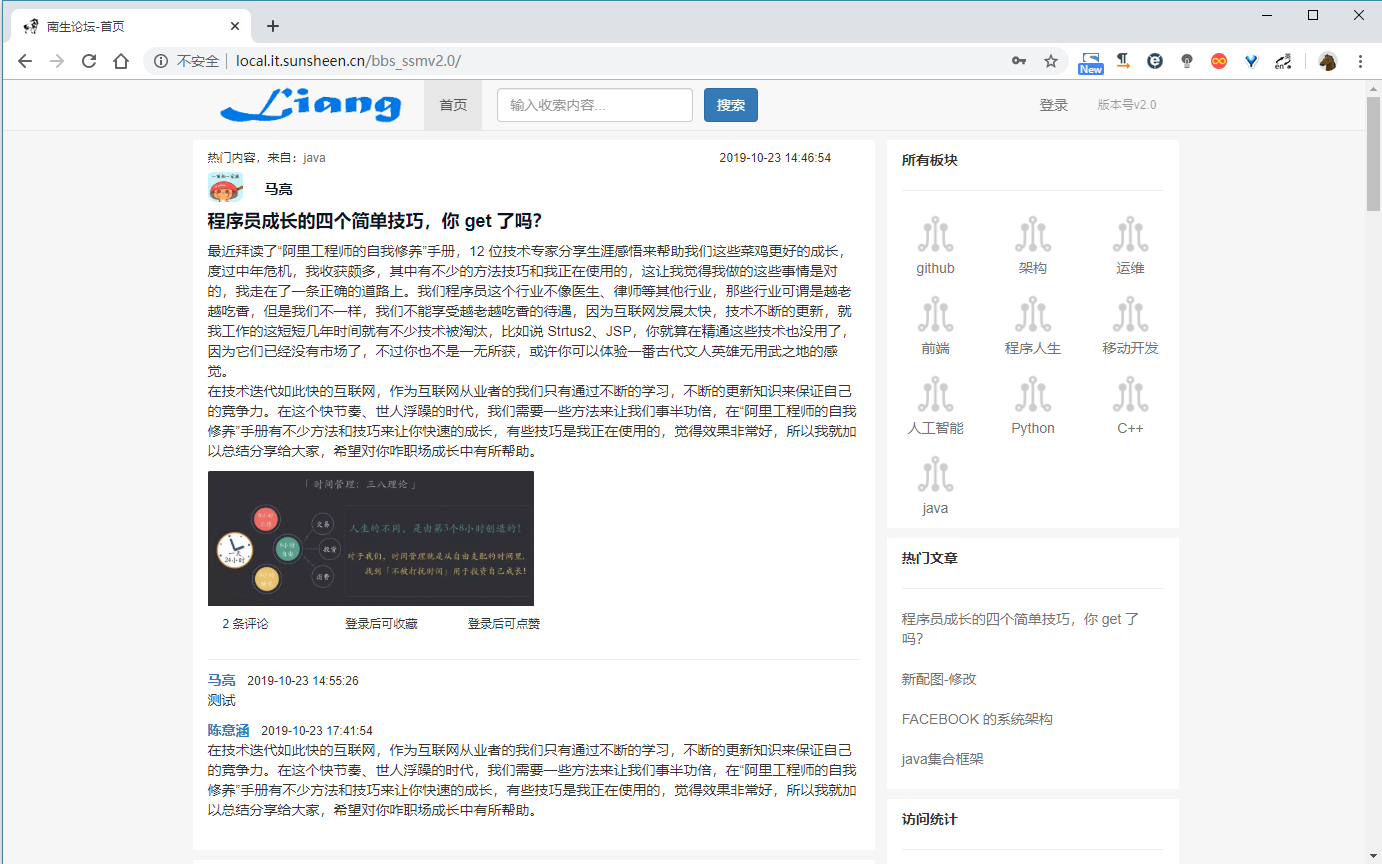 南生论坛-首页
不安全 local.it.sunsheen.cn/bbs_ssmv2.0/
New
en
Liang 首页 输入收索内容... 搜索 登录 版本号v2.0
热门内容，来自：java 2019-10-23 14:46:54
马亮
程序员成长的四个简单技巧，你 get 了吗？
最近拜读了“阿里工程师的自我修养”手册，12 位技术专家分享生涯感悟来帮助我们这些菜鸡更好的成长，
度过中年危机，我收获颇多，其中有不少的方法技巧和我正在使用的，这让我觉得我做的这些事情是对
的，我走在了一条正确的道路上。我们程序员这个行业不像医生、律师等其他行业，那些行业可谓是越老
越吃香，但是我们不一样，我们不能享受越老越吃香的待遇，因为互联网发展太快，技术不断的更新，就
我工作的这短短几年时间就有不少技术被淘汰，比如说 Strtus2、JSP，你就算在精通这些技术也没用了，
因为它们已经没有市场了，不过你也不是一无所获，或许你可以体验一番古代文人英雄无用武之地的感
觉。
在技术迭代如此快的互联网，作为互联网从业者的我们只有通过不断的学习，不断的更新知识来保证自己
的竞争力。在这个快节奏、世人浮躁的时代，我们需要一些方法来让我们事半功倍，在“阿里工程师的自我
修养”手册有不少方法和技巧来让你快速的成长，有些技巧是我正在使用的，觉得效果非常好，所以我就加
以总结分享给大家，希望对你咋职场成长中有所帮助。
「时间管理：三八理论」
交易
人生的不同，是由第3个8小时创造的！
一天
24小时
8小时
自由
投资
对于我们，时间管理就是从自由支配的时间里，
找到「不被打扰时间」用于投资自己成长！
消费
2 条评论 登录后可收藏 登录后可点赞
马亮 2019-10-23 14:55:26
测试
陈意涵 2019-10-23 17:41:54
在技术迭代如此快的互联网，作为互联网从业者的我们只有通过不断的学习，不断的更新知识来保证自己
的竞争力。在这个快节奏、世人浮躁的时代，我们需要一些方法来让我们事半功倍，在“阿里工程师的自我
修养”手册有不少方法和技巧来让你快速的成长，有些技巧是我正在使用的，觉得效果非常好，所以我就加
以总结分享给大家，希望对你咋职场成长中有所帮助。
所有板块
github 架构 运维
前端 程序人生 移动开发
人工智能 Python C++
java
热门文章
程序员成长的四个简单技巧，你 get 了
吗？
新配图-修改
FACEBOOK 的系统架构
java集合框架
访问统计